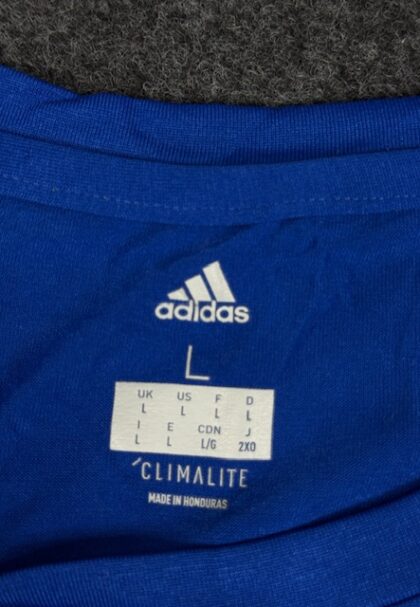 adidas
L
UK US F D
L L L L
I E CDN J
L L L/G 2XO
CLIMALITE
MADE IN HONDURAS